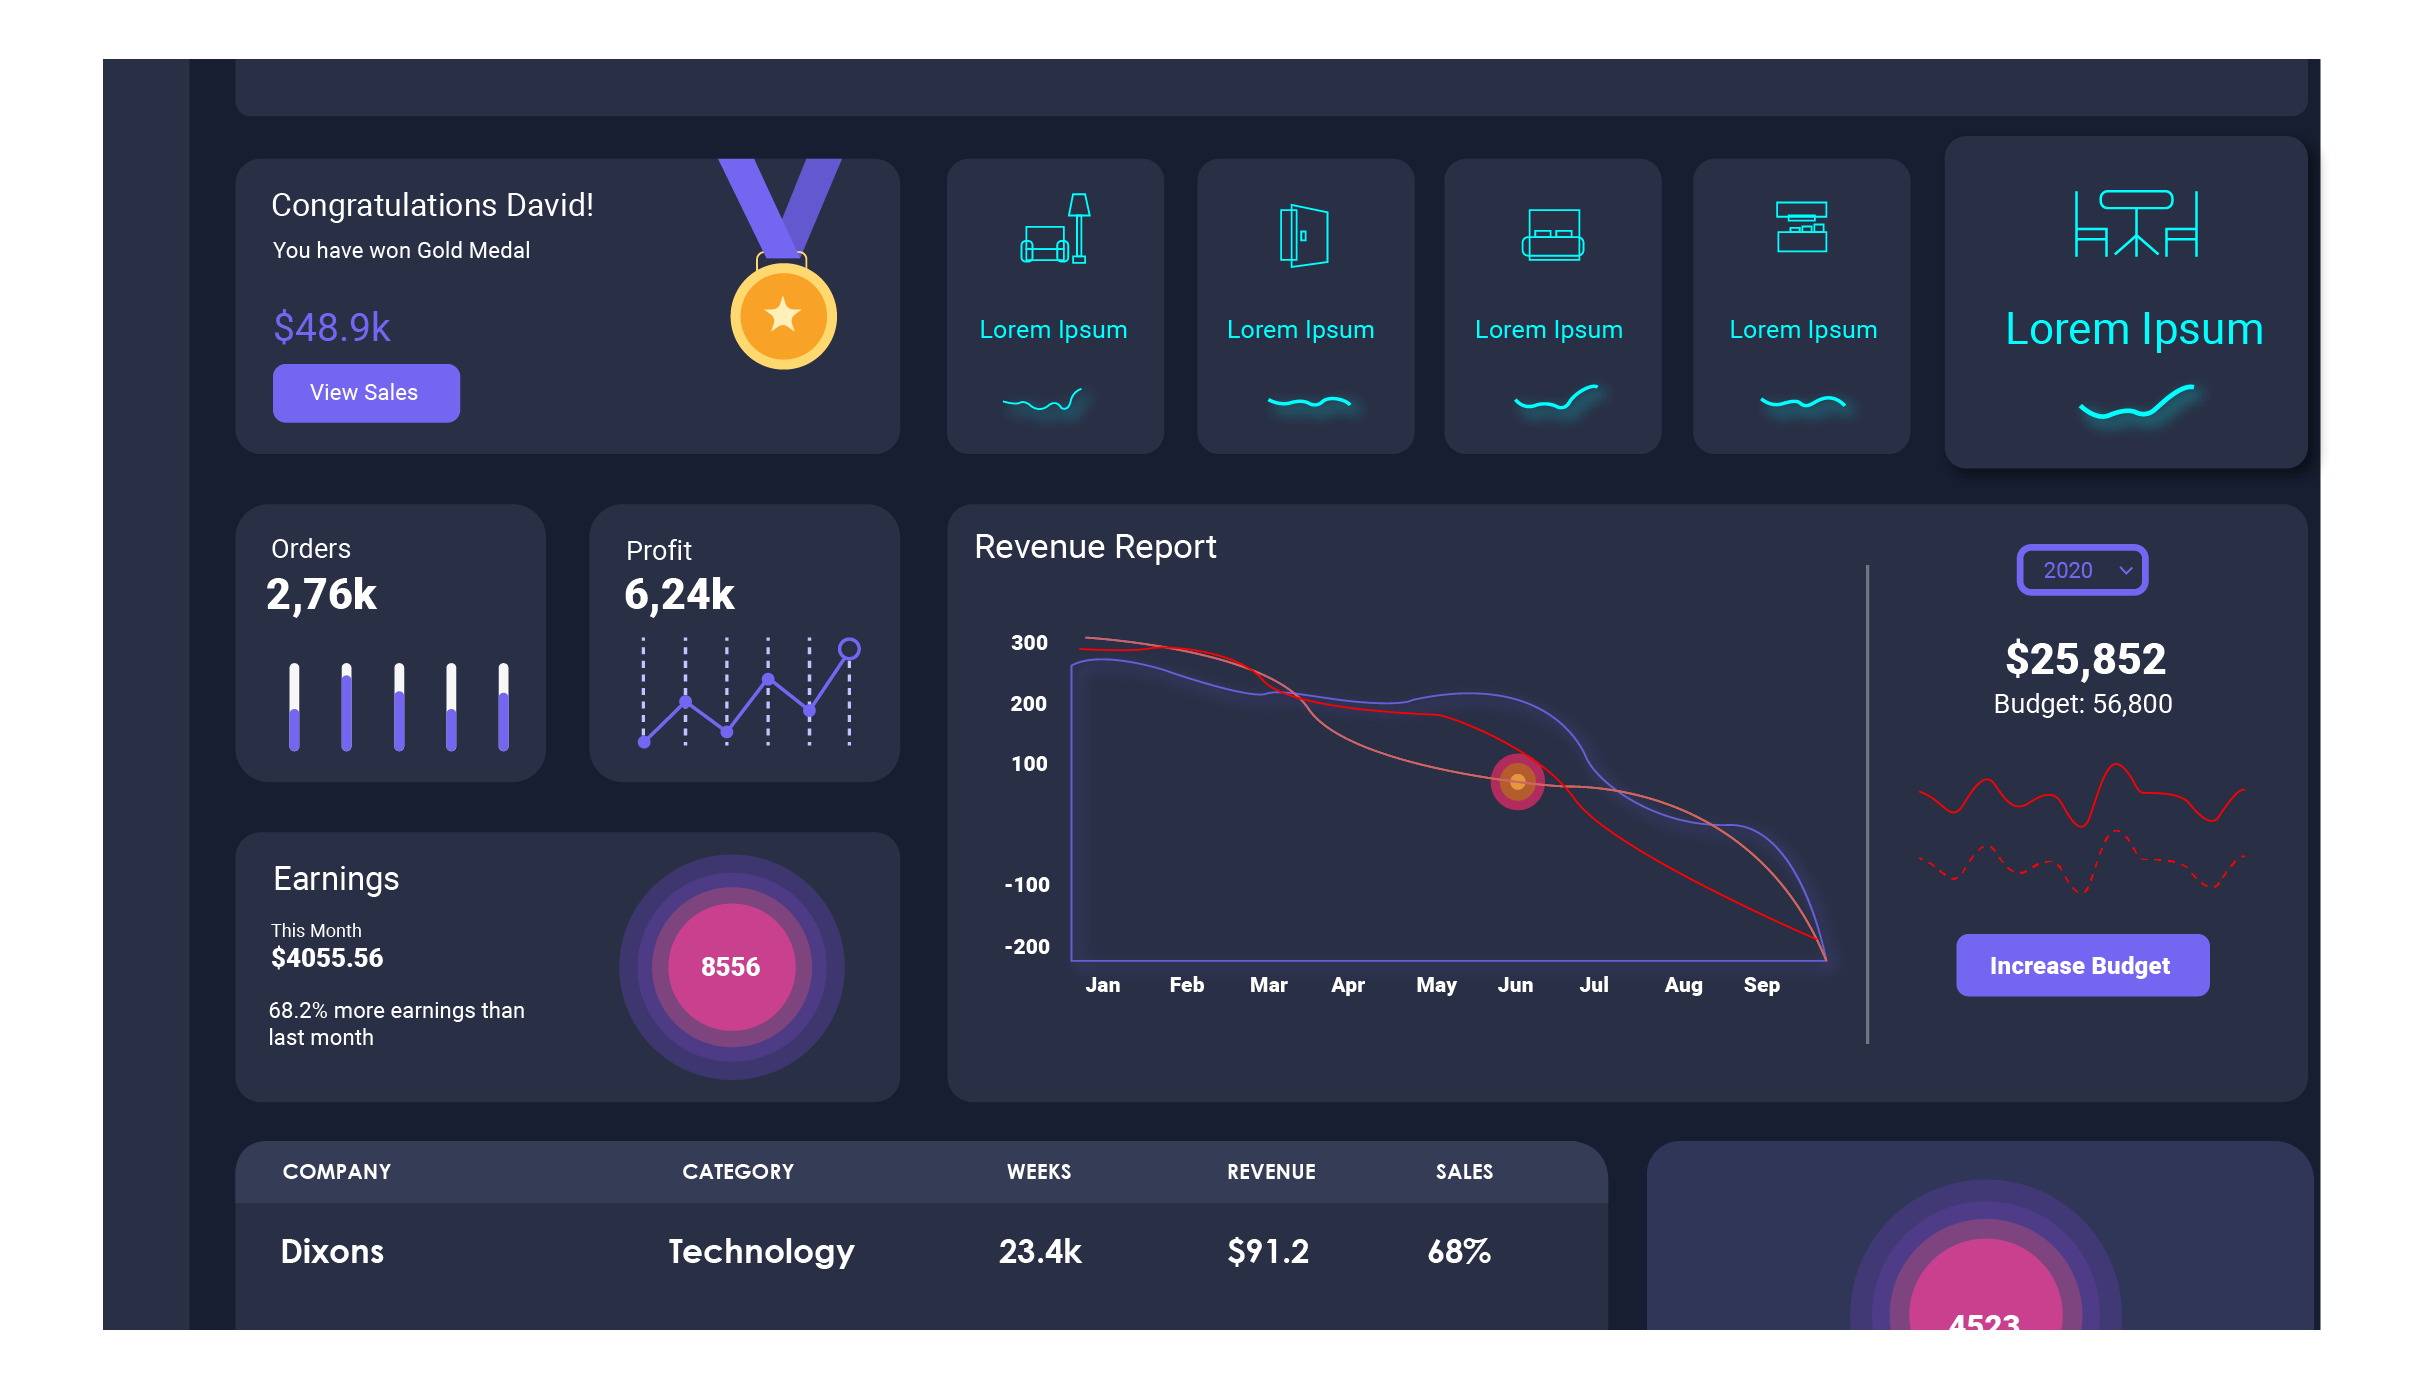 Congratulations David!
You have won Gold Medal
$48.9k
View Sales
Lorem Ipsum
Lorem Ipsum
Lorem Ipsum
Lorem Ipsum
Lorem Ipsum
Orders
2,76k
Profit
6,24k
Revenue Report
300
200
100
-100
-200
Jan Feb Mar Apr May Jun Jul Aug Sep
2020
$25,852
Budget: 56,800
Increase Budget
Earnings
This Month
$4055.56
68.2% more earnings than
last month
8556
COMPANY CATEGORY WEEKS REVENUE SALES
Dixons Technology 23.4k $91.2 68%
4523